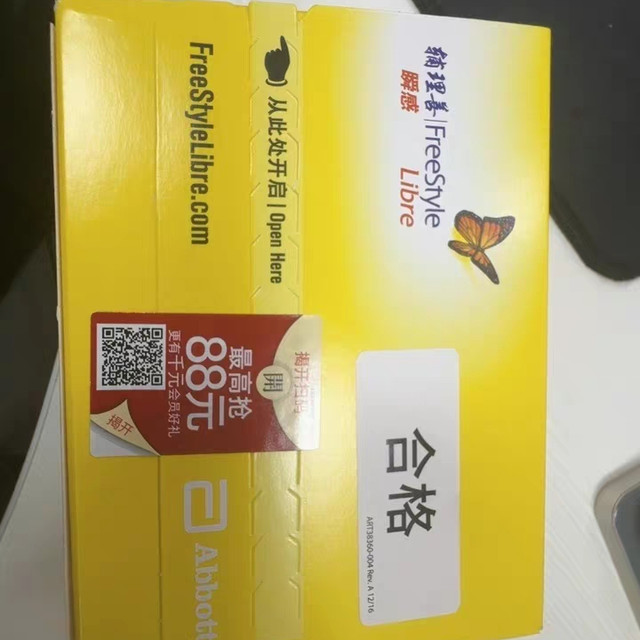 辅理善|FreeStyle
瞬感 Libre
从此处开启 | Open Here
FreeStyleLibre.com
揭开扫码
開
最高抢
88元
更有千元会员好礼
揭开
合格
ART38360-004 Rev. A 12/16
Abbott